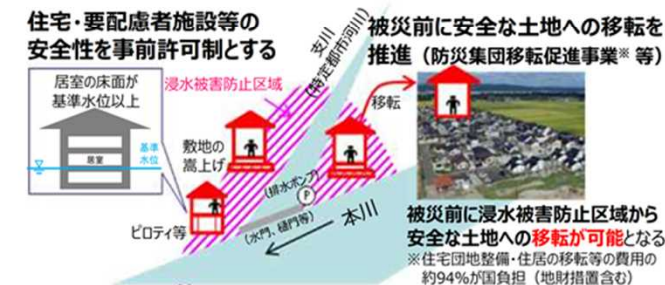 住宅・要配慮者施設等の
安全性を事前許可制とする
居室の床面が
基準水位以上
居室
基準
水位
浸水被害防止区域
敷地の
嵩上げ
ピロティ等
支川
(特定都市河川)
(排水ポンプ)
P
(水門、樋門等)
本川
移転
被災前に安全な土地への移転を
推進（防災集団移転促進事業※ 等）
被災前に浸水被害防止区域から
安全な土地への移転が可能となる
※住宅団地整備・住居の移転等の費用の
約94%が国負担（地財措置含む）